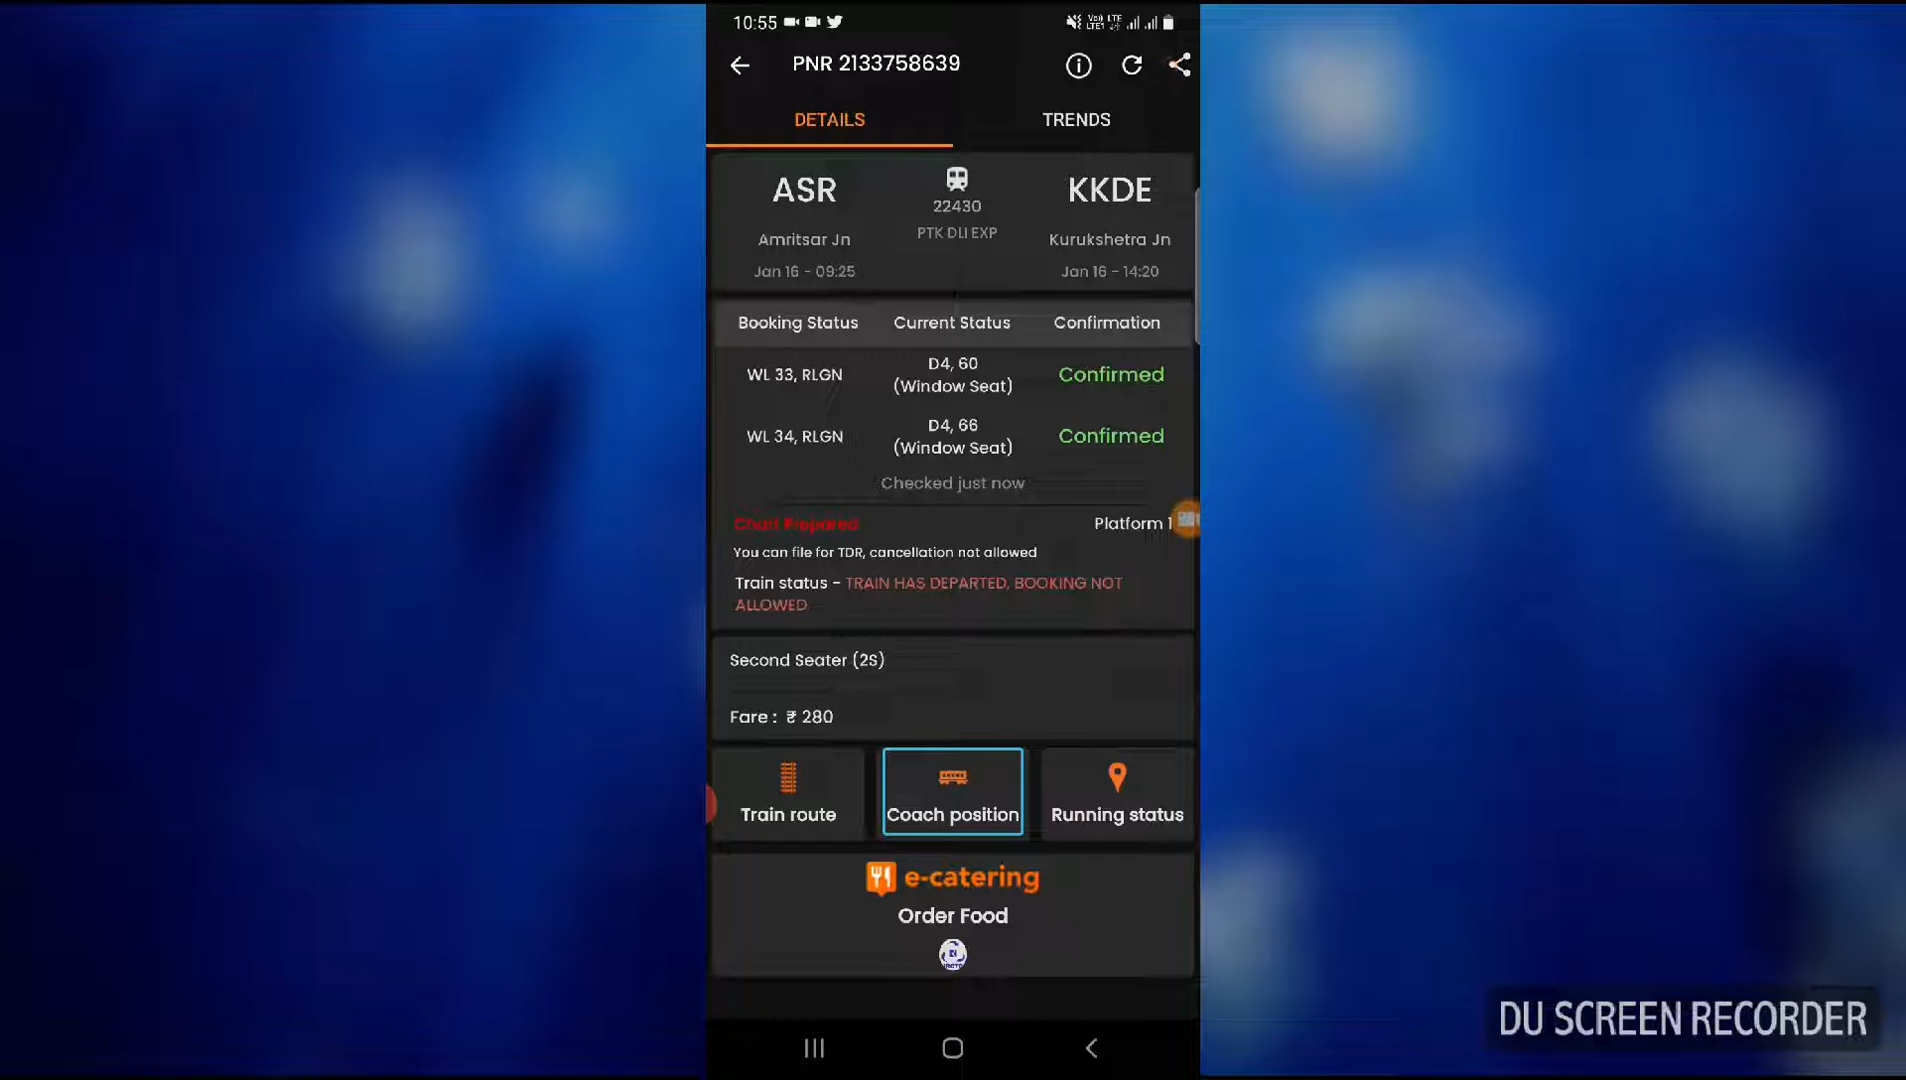 10:55
Vo)) LTE
LTE1
PNR 2133758639
DETAILS
TRENDS
ASR
22430
KKDE
PTK DLI EXP
Amritsar Jn
Kurukshetra Jn
Jan 16 - 09:25
Jan 16 - 14:20
Booking Status
Current Status
Confirmation
WL 33, RLGN
D4, 60
(Window Seat)
Confirmed
WL 34, RLGN
D4, 66
(Window Seat)
Confirmed
Checked just now
Chart Prepared
Platform 1
You can file for TDR, cancellation not allowed
Train status - TRAIN HAS DEPARTED, BOOKING NOT
ALLOWED
Second Seater (2S)
Fare : ₹ 280
Train route
Coach position
Running status
e-catering
Order Food
DU SCREEN RECORDER